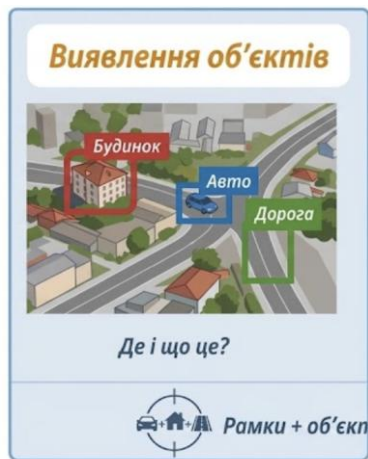 Виявлення об’єктів
Будинок
Авто
Дорога
Де і що це?
Рамки + об’єкт